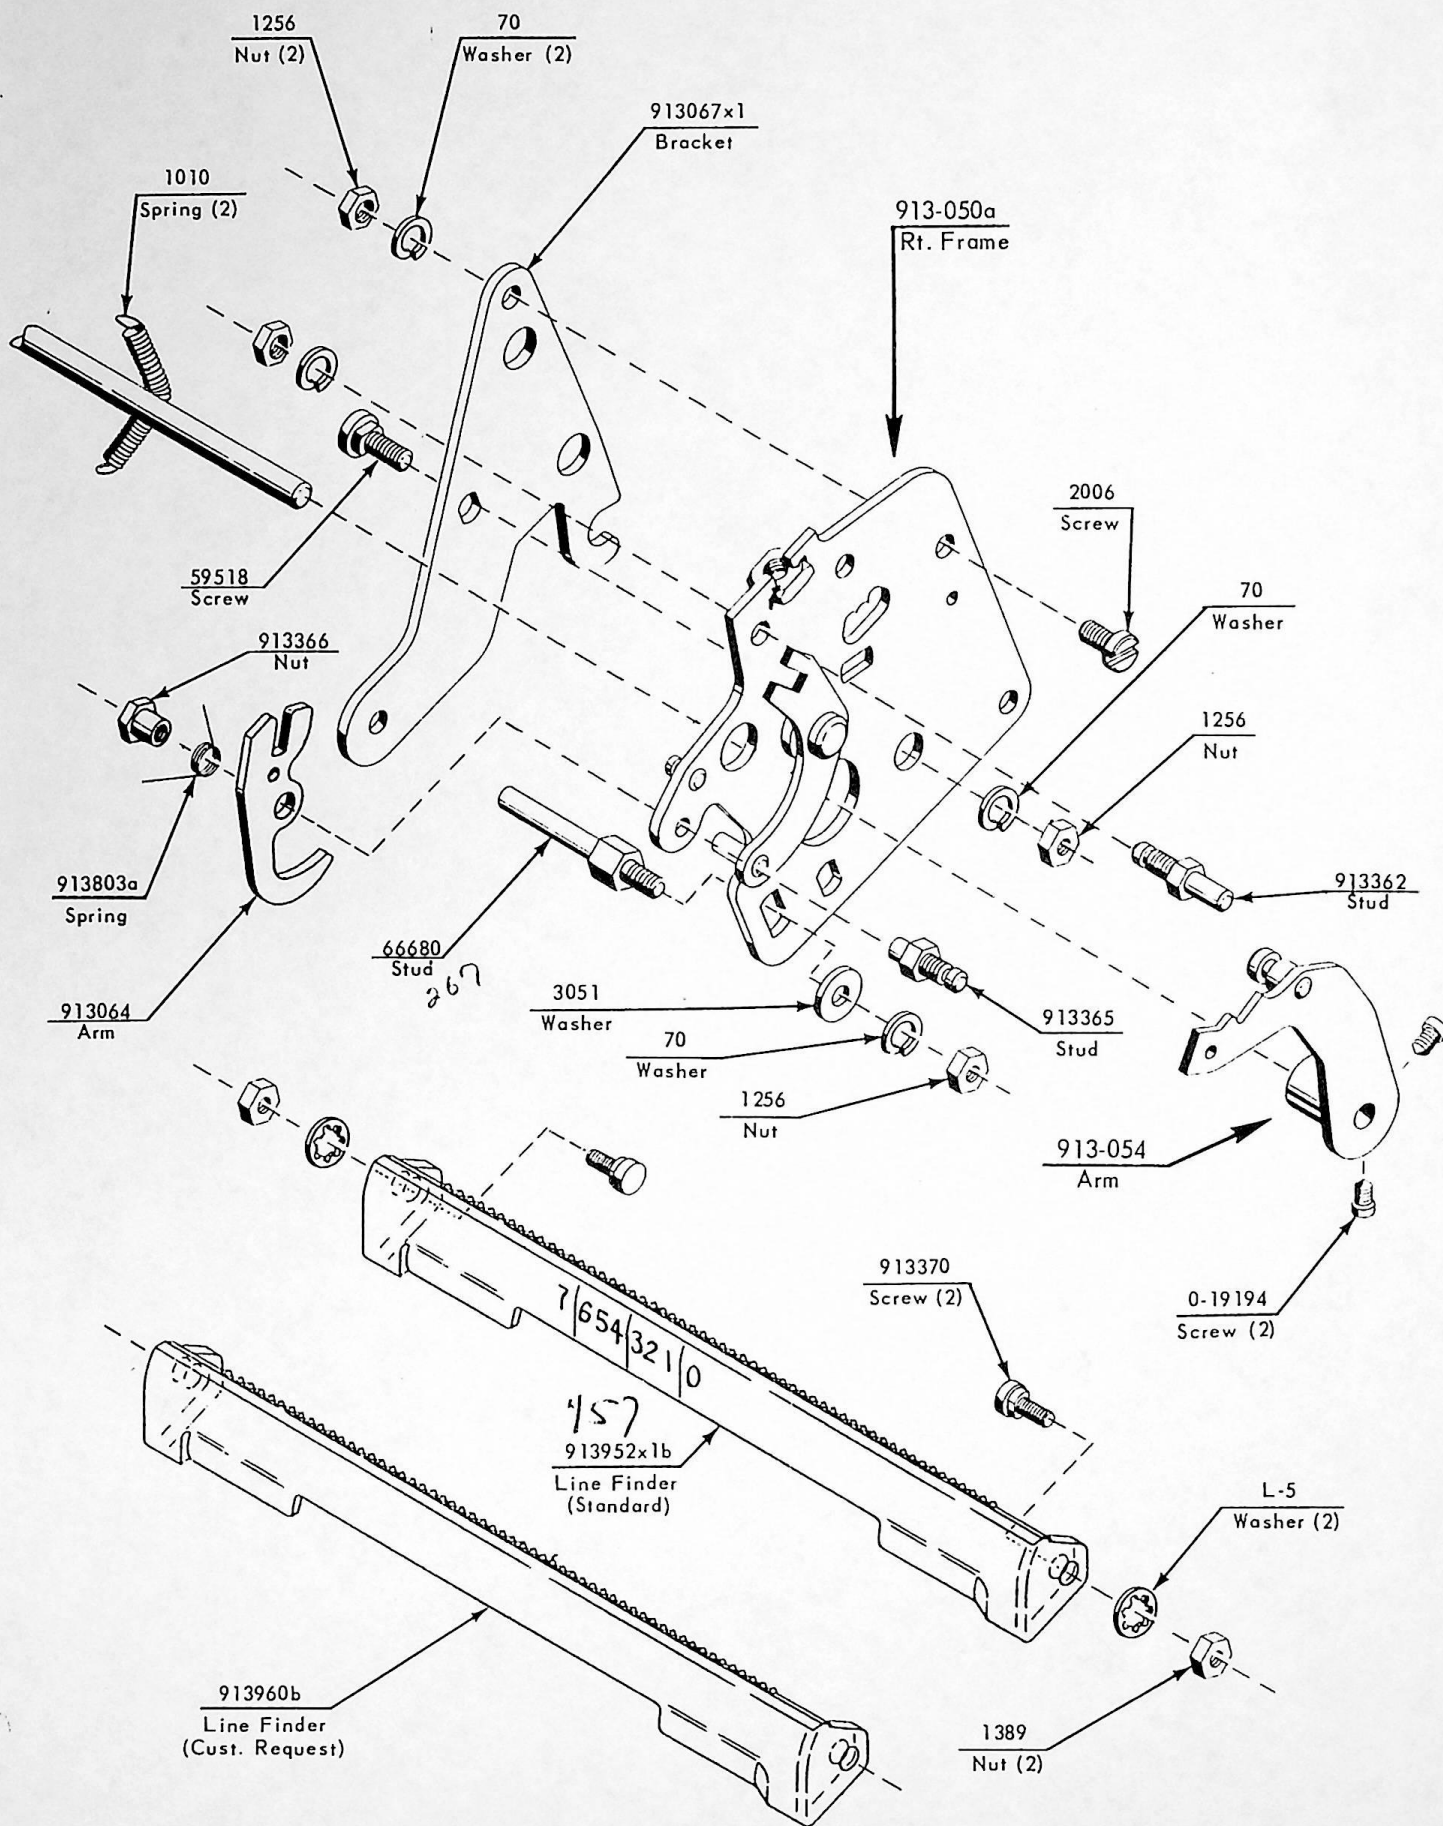 1256
Nut (2)
70
Washer (2)
913067x1
Bracket
1010
Spring (2)
913-050a
Rt. Frame
2006
Screw
59518
Screw
70
Washer
913366
Nut
1256
Nut
913803a
Spring
913362
Stud
66680
Stud
267
913064
Arm
3051
Washer
913365
Stud
70
Washer
1256
Nut
913-054
Arm
913370
Screw (2)
0-19194
Screw (2)
7 654 321 0
457
913952x1b
Line Finder
(Standard)
L-5
Washer (2)
913960b
Line Finder
(Cust. Request)
1389
Nut (2)